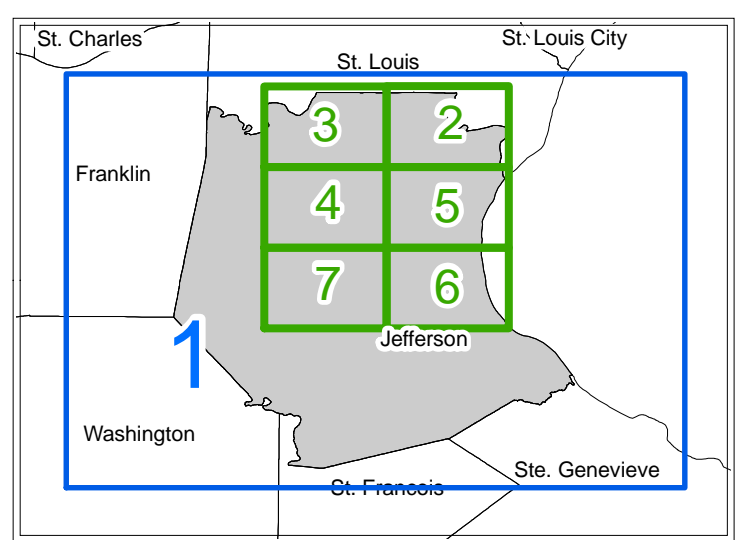 St. Charles
St. Louis City
St. Louis
3
2
Franklin
4
5
7
6
1
Jefferson
Washington
Ste. Genevieve
St. Francois